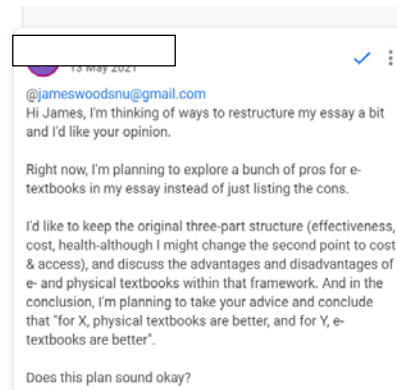 13 May 2021
@jameswoodsnu@gmail.com
Hi James, I'm thinking of ways to restructure my essay a bit
and I'd like your opinion.
Right now, I'm planning to explore a bunch of pros for e-
textbooks in my essay instead of just listing the cons.
I'd like to keep the original three-part structure (effectiveness,
cost, health-although I might change the second point to cost
& access), and discuss the advantages and disadvantages of
e- and physical textbooks within that framework. And in the
conclusion, I'm planning to take your advice and conclude
that "for X, physical textbooks are better, and for Y, e-
textbooks are better".
Does this plan sound okay?